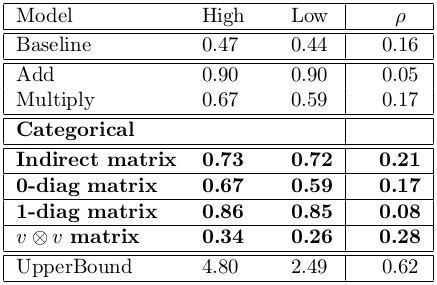 Model High Low ρ
Baseline 0.47 0.44 0.16
Add 0.90 0.90 0.05
Multiply 0.67 0.59 0.17
Categorical
Indirect matrix 0.73 0.72 0.21
0-diag matrix 0.67 0.59 0.17
1-diag matrix 0.86 0.85 0.08
v ⊗ v matrix 0.34 0.26 0.28
UpperBound 4.80 2.49 0.62